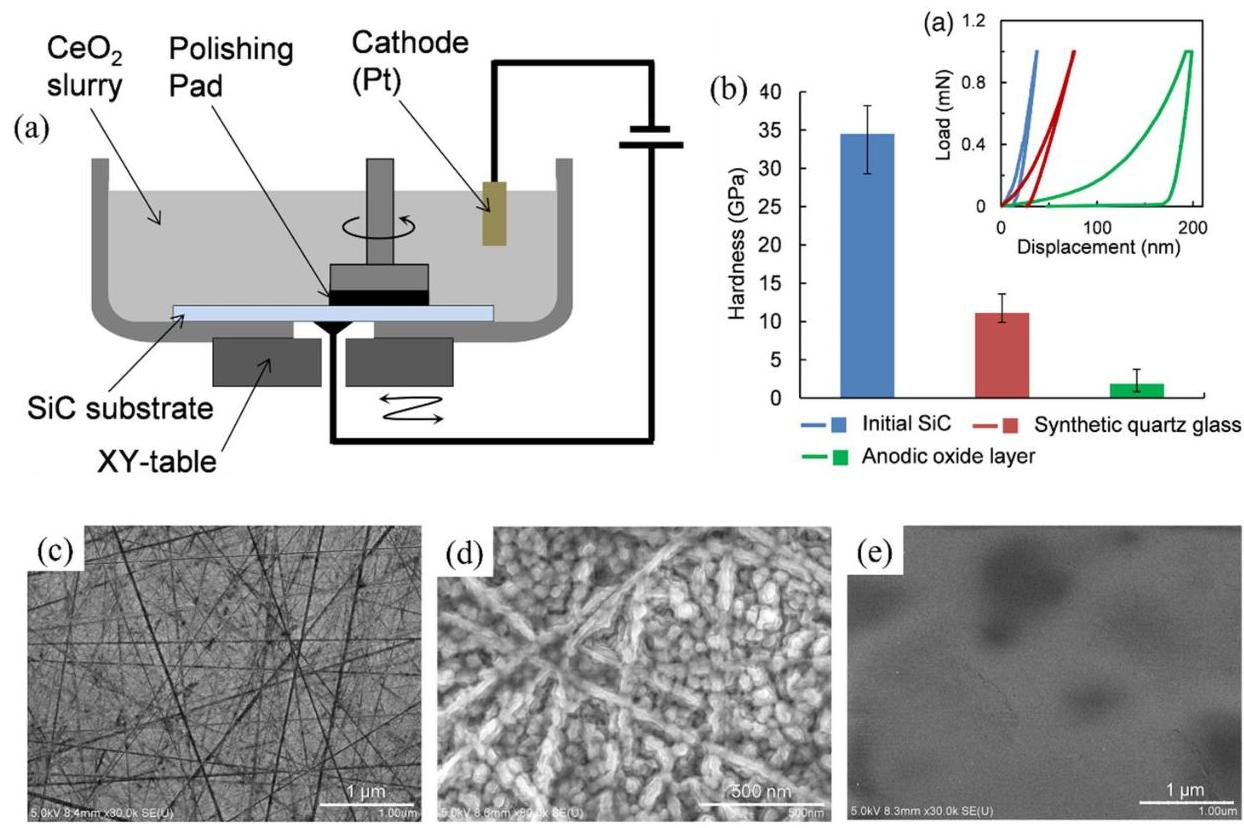 CeO2
slurry
Polishing
Pad
Cathode
(Pt)
(a)
SiC substrate
XY-table
(b)
Hardness (GPa)
40
35
30
25
20
15
10
5
0
(a)
Load (mN)
1.2
0.8
0.4
0
0 100 200
Displacement (nm)
Initial SiC
Synthetic quartz glass
Anodic oxide layer
(c)
1 µm
5.0kV 8.4mm x80.0k SE(U) 1.00um
(d)
500 nm
5.0kV 8.6mm x80.0k SE(U) 500nm
(e)
1 µm
5.0kV 8.3mm x30.0k SE(U) 1.00um